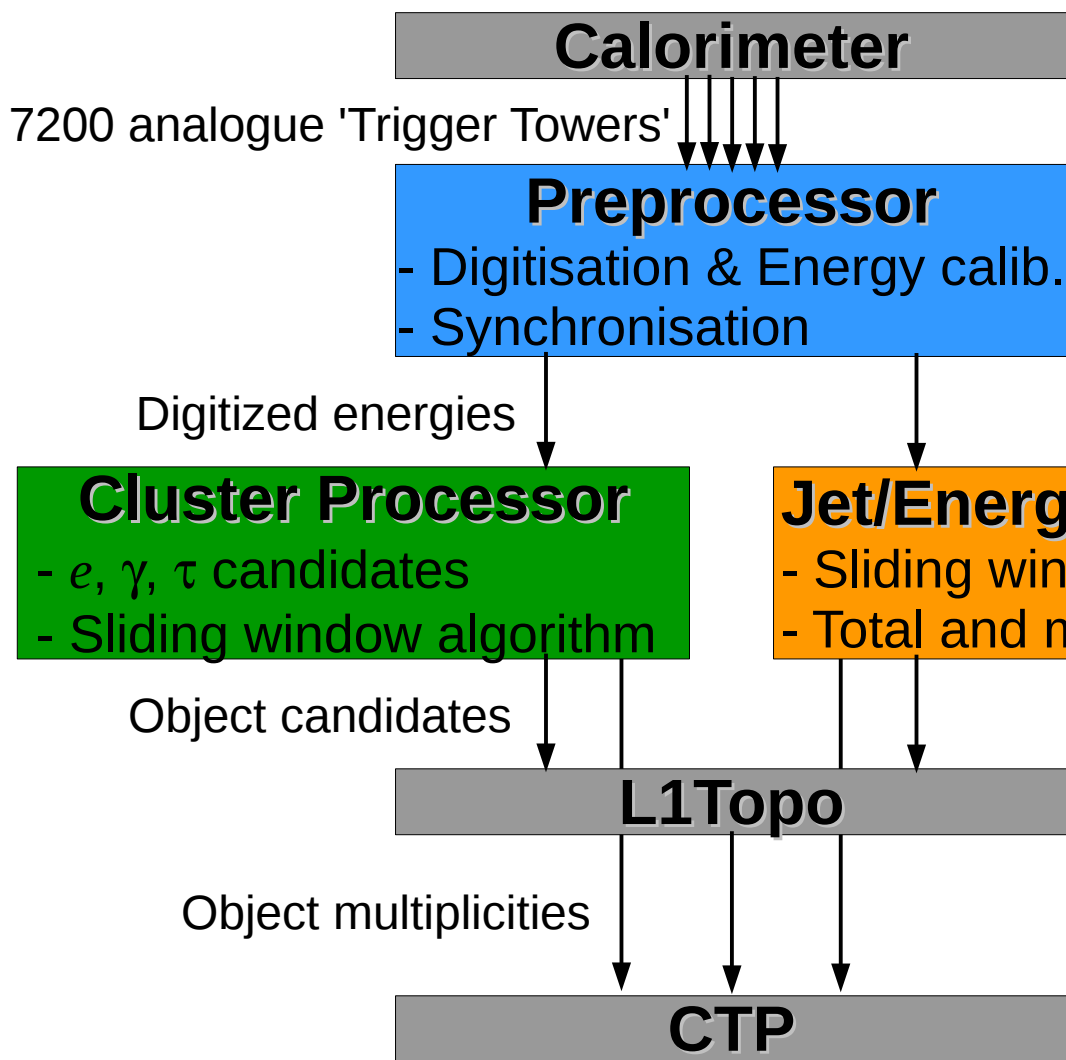 Calorimeter
7200 analogue 'Trigger Towers'
Preprocessor
- Digitisation & Energy calib.
- Synchronisation
Digitized energies
Cluster Processor
- e, γ, τ candidates
- Sliding window algorithm
Jet/Energ
- Sliding win
- Total and m
Object candidates
L1Topo
Object multiplicities
CTP